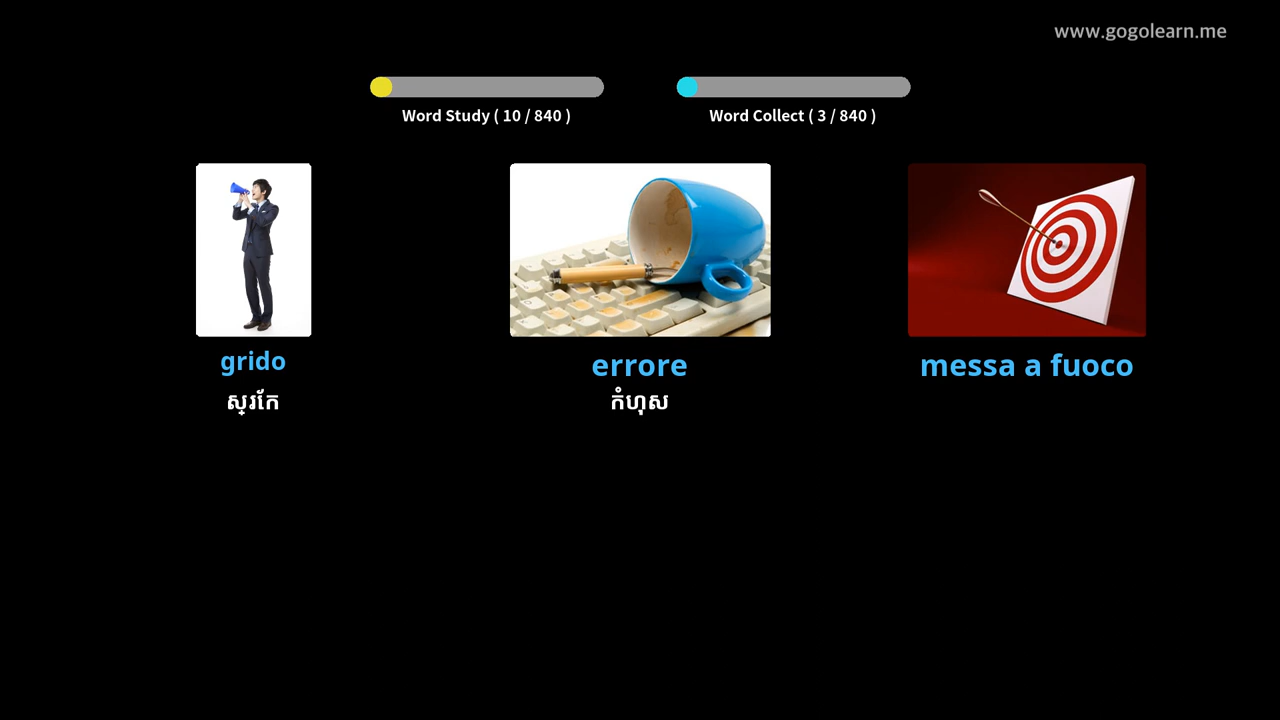 www.gogolearn.me
Word Study ( 10 / 840 )
Word Collect ( 3 / 840 )
grido
errore
messa a fuoco
ស្រែក
កំហុស